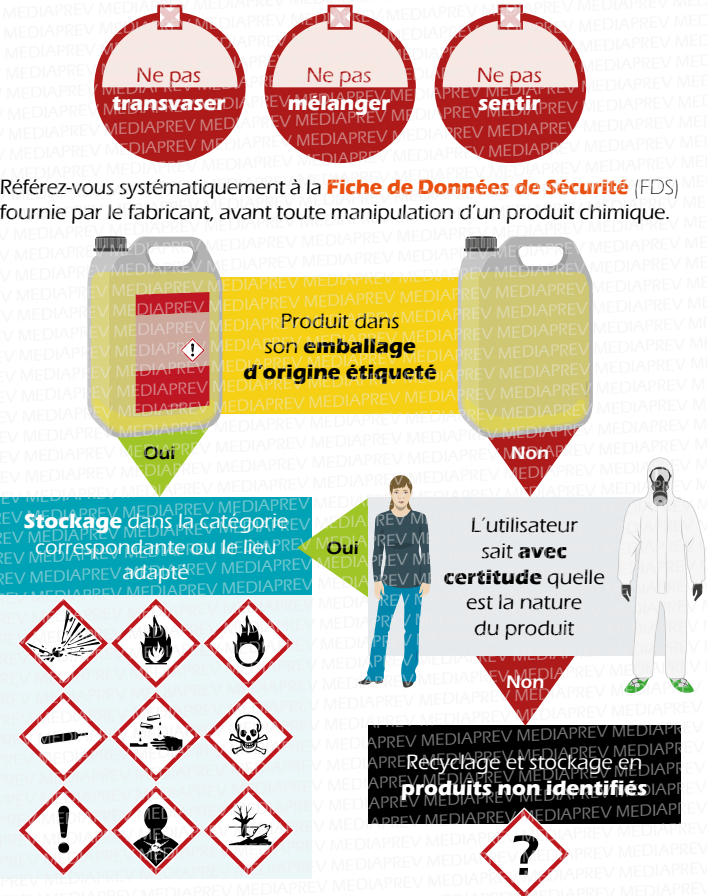 Ne pas
transvaser
Ne pas
mélanger
Ne pas
sentir
Référez-vous systématiquement à la Fiche de Données de Sécurité (FDS)
fournie par le fabricant, avant toute manipulation d'un produit chimique.
Produit dans
son emballage
d'origine étiqueté
Oui
Non
Stockage dans la catégorie
correspondante ou le lieu
adapté
Oui
L'utilisateur
sait avec
certitude quelle
est la nature
du produit
Non
Recyclage et stockage en
produits non identifiés
?
MEDIAPREV